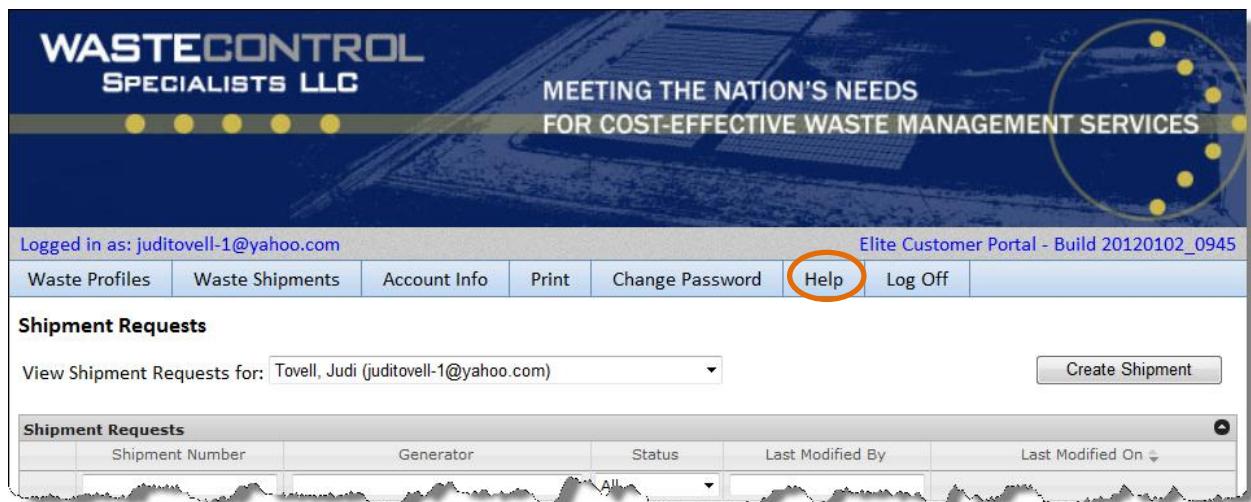 WASTECONTROL
SPECIALISTS LLC
MEETING THE NATION'S NEEDS
FOR COST-EFFECTIVE WASTE MANAGEMENT SERVICES
Logged in as: juditovell-1@yahoo.com Elite Customer Portal - Build 20120102_0945
Waste Profiles Waste Shipments Account Info Print Change Password Help Log Off
Shipment Requests
View Shipment Requests for: Tovell, Judi (juditovell-1@yahoo.com) Create Shipment
Shipment Requests
Shipment Number Generator Status Last Modified By Last Modified On
All